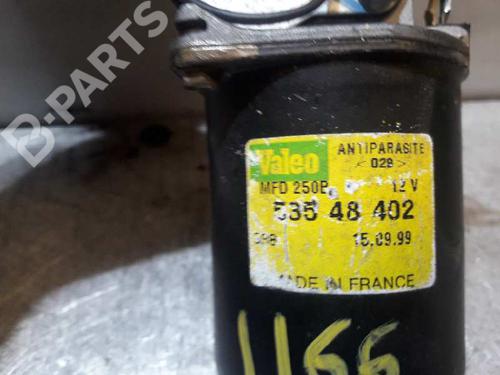 B-PARTS
Valeo
ANTIPARASITE
< 029 >
MFD 250P 12 V
535 48 402
15.09.99
MADE IN FRANCE
1166